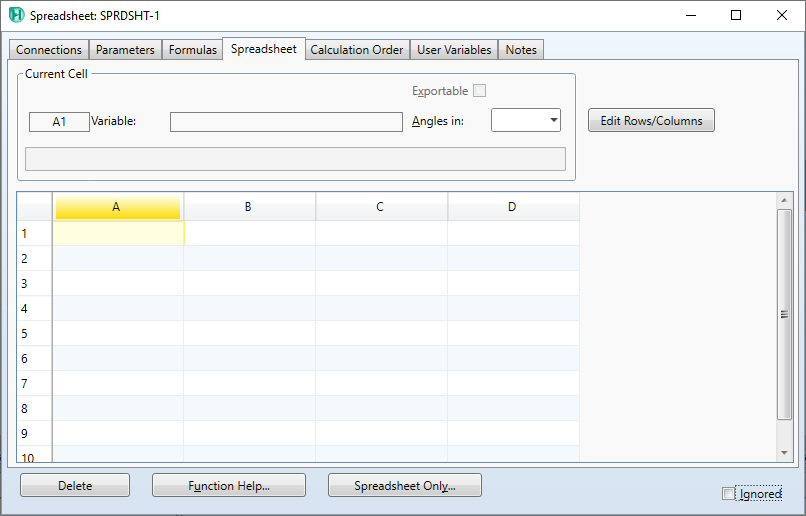 Spreadsheet: SPRDSHT-1
Connections Parameters Formulas Spreadsheet Calculation Order User Variables Notes
Current Cell
Exportable
A1 Variable: Angles in: Edit Rows/Columns
A B C D
1
2
3
4
5
6
7
8
9
10
Delete Function Help... Spreadsheet Only... Ignored